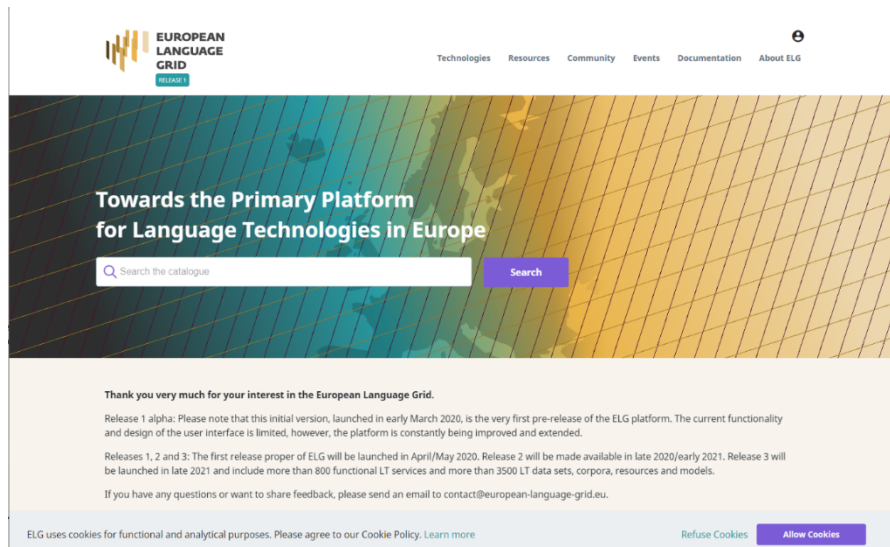 EUROPEAN
LANGUAGE
GRID
RELEASE 1
Technologies Resources Community Events Documentation About ELG
Towards the Primary Platform
for Language Technologies in Europe
Search the catalogue Search
Thank you very much for your interest in the European Language Grid.
Release 1 alpha: Please note that this initial version, launched in early March 2020, is the very first pre-release of the ELG platform. The current functionality
and design of the user interface is limited, however, the platform is constantly being improved and extended.
Releases 1, 2 and 3: The first release proper of ELG will be launched in April/May 2020. Release 2 will be made available in late 2020/early 2021. Release 3 will
be launched in late 2021 and include more than 800 functional LT services and more than 3500 LT data sets, corpora, resources and models.
If you have any questions or want to share feedback, please send an email to contact@european-language-grid.eu.
ELG uses cookies for functional and analytical purposes. Please agree to our Cookie Policy. Learn more Refuse Cookies Allow Cookies